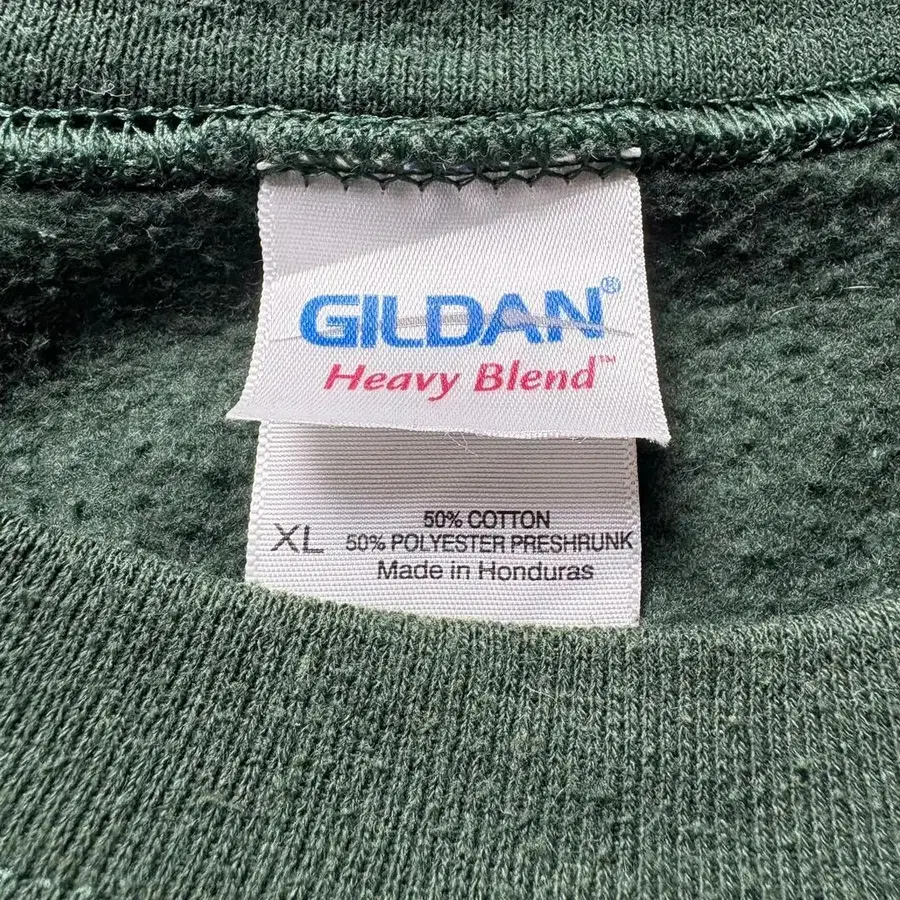 GILDAN®
Heavy Blend™
XL
50% COTTON
50% POLYESTER PRESHRUNK
Made in Honduras